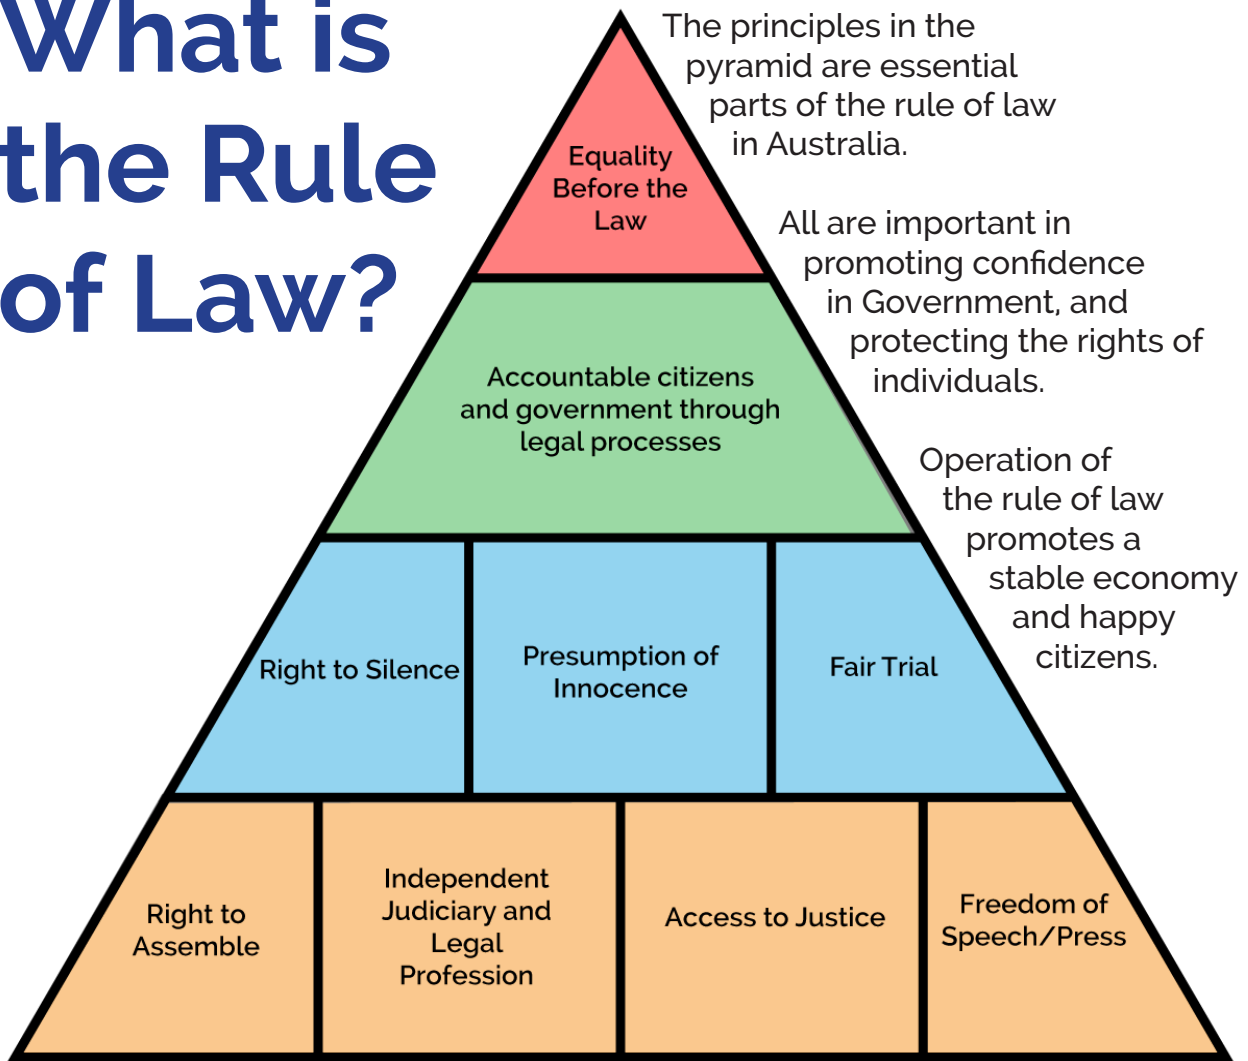 What is
the Rule
of Law?
The principles in the
pyramid are essential
parts of the rule of law
in Australia.
All are important in
promoting confidence
in Government, and
protecting the rights of
individuals.
Operation of
the rule of law
promotes a
stable economy
and happy
citizens.
Equality
Before the
Law
Accountable citizens
and government through
legal processes
Right to Silence
Presumption of
Innocence
Fair Trial
Right to
Assemble
Independent
Judiciary and
Legal
Profession
Access to Justice
Freedom of
Speech/Press